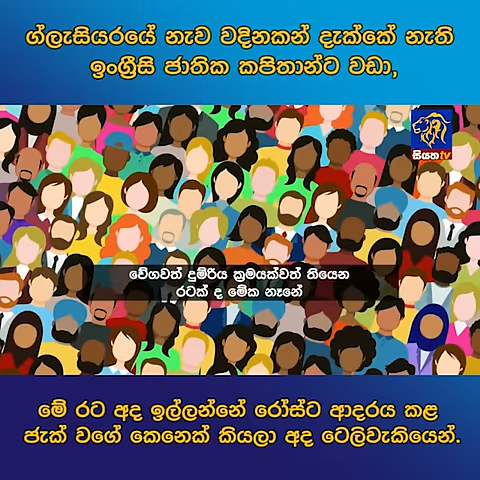 ග්ලැසියරයේ නැව වදිනකන් දැක්කේ නැති
ඉංග්‍රීසි ජාතික කපිතාන්ට වඩා,
සියත tv
වේගවත් දුම්රිය ක්‍රමයක්වත් තියෙන
රටක් ද මේක නෑනේ
මේ රට අද ඉල්ලන්නේ රෝස්ට ආදරය කළ
ජැක් වගේ කෙනෙක් කියලා අද ටෙලිවැකියෙන්.